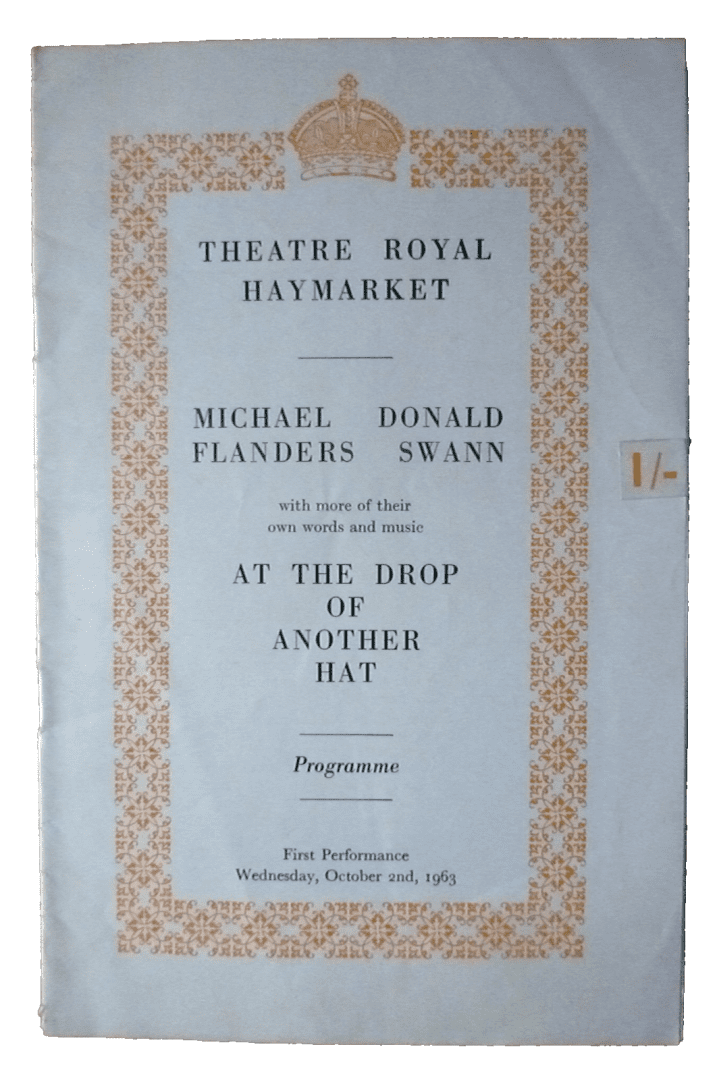 THEATRE ROYAL
HAYMARKET
MICHAEL DONALD
FLANDERS SWANN
with more of their
own words and music
AT THE DROP
OF
ANOTHER
HAT
Programme
First Performance
Wednesday, October 2nd, 1963
1/-